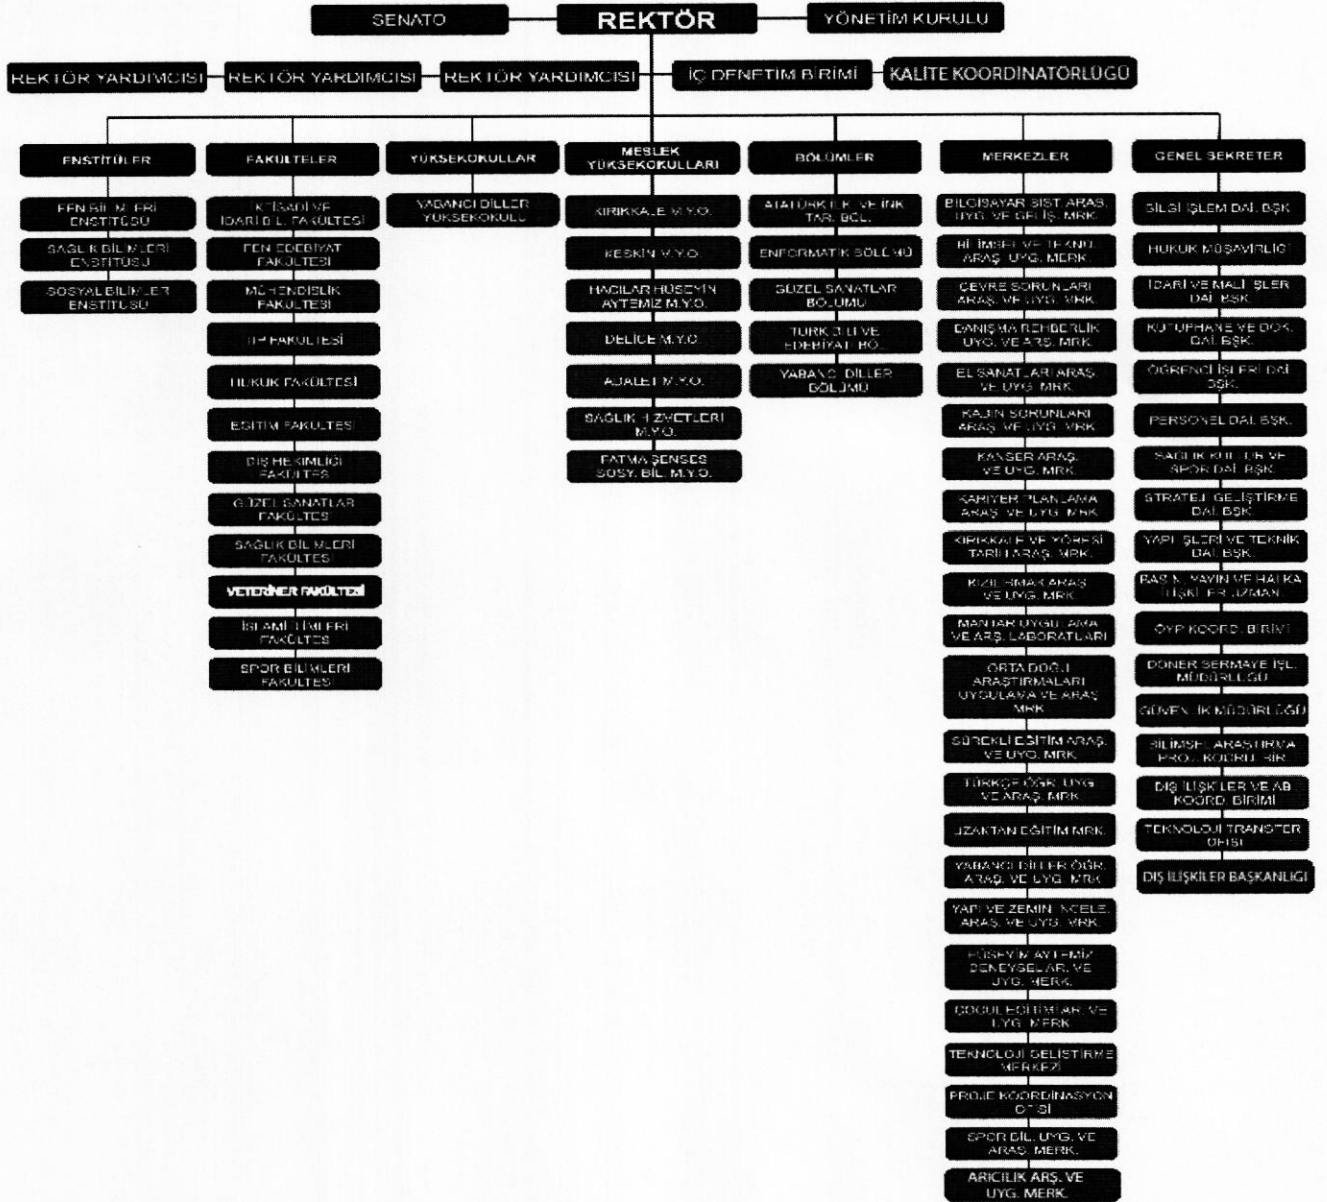 SENATO
REKTÖR
YÖNETİM KURULU
REKTÖR YARDIMCISI
REKTÖR YARDIMCISI
REKTÖR YARDIMCISI
İÇ DENETİM BİRİMİ
KALİTE KOORDİNATÖRLÜĞÜ
ENSTİTÜLER
FEN BİLİMLERİ
ENSTİTÜSÜ
SAĞLIK BİLİMLERİ
ENSTİTÜSÜ
SOSYAL BİLİMLER
ENSTİTÜSÜ
FAKÜLTELER
İKTİSADİ VE
İDARİ BİL. FAKÜLTESİ
FEN EDEBİYAT
FAKÜLTESİ
MÜHENDİSLİK
FAKÜLTESİ
TIP FAKÜLTESİ
HUKUK FAKÜLTESİ
EĞİTİM FAKÜLTESİ
DİŞ HEKİMLİĞİ
FAKÜLTESİ
GÜZEL SANATLAR
FAKÜLTESİ
SAĞLIK BİLİMLERİ
FAKÜLTESİ
VETERİNER FAKÜLTESİ
İSLAMİ İLİMLERİ
FAKÜLTESİ
SPOR BİLİMLERİ
FAKÜLTESİ
YÜKSEKOKULLAR
YABANCI DİLLER
YÜKSEKOKULU
MESLEK
YÜKSEKOKULLARI
KIRIKKALE M.Y.O.
KESKİN M.Y.O.
HACILAR HÜSEYİN
AYTEMİZ M.Y.O.
DELİCE M.Y.O.
ADALET M.Y.O.
SAĞLIK HİZMETLERİ
M.Y.O.
FATMA ŞENSES
SOSY. BİL. M.Y.O.
BÖLÜMLER
ATATÜRK İLK. VE İNK.
TAR. BÖL.
ENFORMATİK BÖLÜMÜ
GÜZEL SANATLAR
BÖLÜMÜ
TÜRK DİLİ VE
EDEBİYATI BÖL.
YABANCI DİLLER
BÖLÜMÜ
MERKEZLER
BİLGİSAYAR SİST. ARAŞ.
UYG. VE GELİŞ. MRK.
BİLİMSEL VE TEKNO.
ARAŞ. UYG. MERK.
ÇEVRE SORUNLARI
ARAŞ. VE UYG. MRK.
DANIŞMA REHBERLİK
UYG. VE ARŞ. MRK.
EL SANATLARI ARAŞ.
VE UYG. MRK.
KADIN SORUNLARI
ARAŞ. VE UYG. MRK.
KANSER ARAŞ.
VE UYG. MRK.
KARİYER PLANLAMA
ARAŞ. VE UYG. MRK.
KIRIKKALE VE YÖRESİ
TARİH ARAŞ. MRK.
KIZILIRMAK ARAŞ.
VE UYG. MRK.
MANTAR UYGULAMA
VE ARŞ. LABORATUARI
ORTA DOĞU
ARAŞTIRMALARI
UYGULAMA VE ARAŞ.
MRK.
SÜREKLİ EĞİTİM ARAŞ.
VE UYG. MRK.
TÜRKÇE ÖĞR. UYG.
VE ARAŞ. MRK.
UZAKTAN EĞİTİM MRK.
YABANCI DİLLER ÖĞR.
ARAŞ. VE UYG. MRK.
YAPI VE ZEMİN İNCELE.
ARAŞ. VE UYG. MRK.
HÜSEYİN AYTEMİZ
DENEYSEL AR. VE
UYG. MERK.
EĞİTİMİ AR. VE
UYG. MERK.
TEKNOLOJİ GELİŞTİRME
MERKEZİ
PROJE KOORDİNASYON
OFİSİ
SPOR BİL. UYG. VE
ARAŞ. MERK.
ARICILIK ARŞ. VE
UYG. MERK.
GENEL SEKRETER
BİLGİ İŞLEM DAİ. BŞK.
HUKUK MÜŞAVİRLİĞİ
İDARİ VE MALİ İŞLER
DAİ. BŞK.
KÜTÜPHANE VE DOK.
DAİ. BŞK.
ÖĞRENCİ İŞLERİ DAİ.
BŞK.
PERSONEL DAİ. BŞK.
SAĞLIK KÜLTÜR VE
SPOR DAİ. BŞK.
STRATEJİ GELİŞTİRME
DAİ. BŞK.
YAPI İŞLERİ VE TEKNİK
DAİ. BŞK.
BASIN, YAYIN VE HALKA
İLİŞKİLER UZMAN.
ÖYP KOORD. BİRİMİ
DÖNER SERMAYE İŞL.
MÜDÜRLÜĞÜ
GÜVENLİK MÜDÜRLÜĞÜ
BİLİMSEL ARAŞTIRMA
PROJ. KOORD. BİR.
DIŞ İLİŞKİLER VE AB
KOORD. BİRİMİ
TEKNOLOJİ TRANSFER
OFİSİ
DIŞ İLİŞKİLER BAŞKANLIĞI